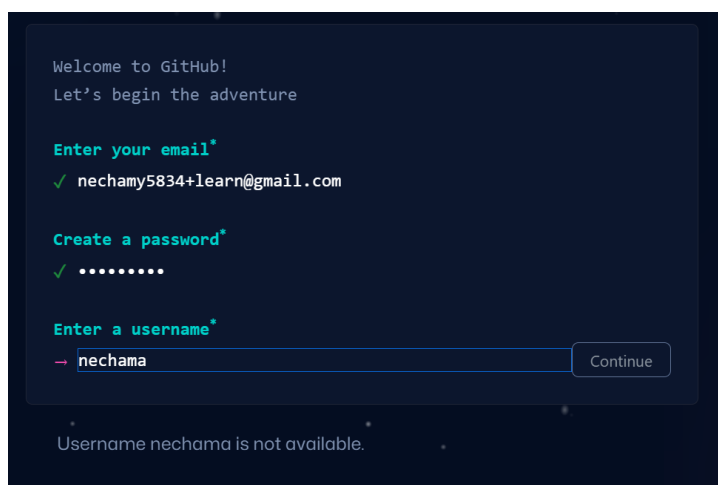 Welcome to GitHub!
Let’s begin the adventure
Enter your email*
✓ nechamy5834+learn@gmail.com
Create a password*
✓ •••••••••
Enter a username*
→ nechama Continue
Username nechama is not available.